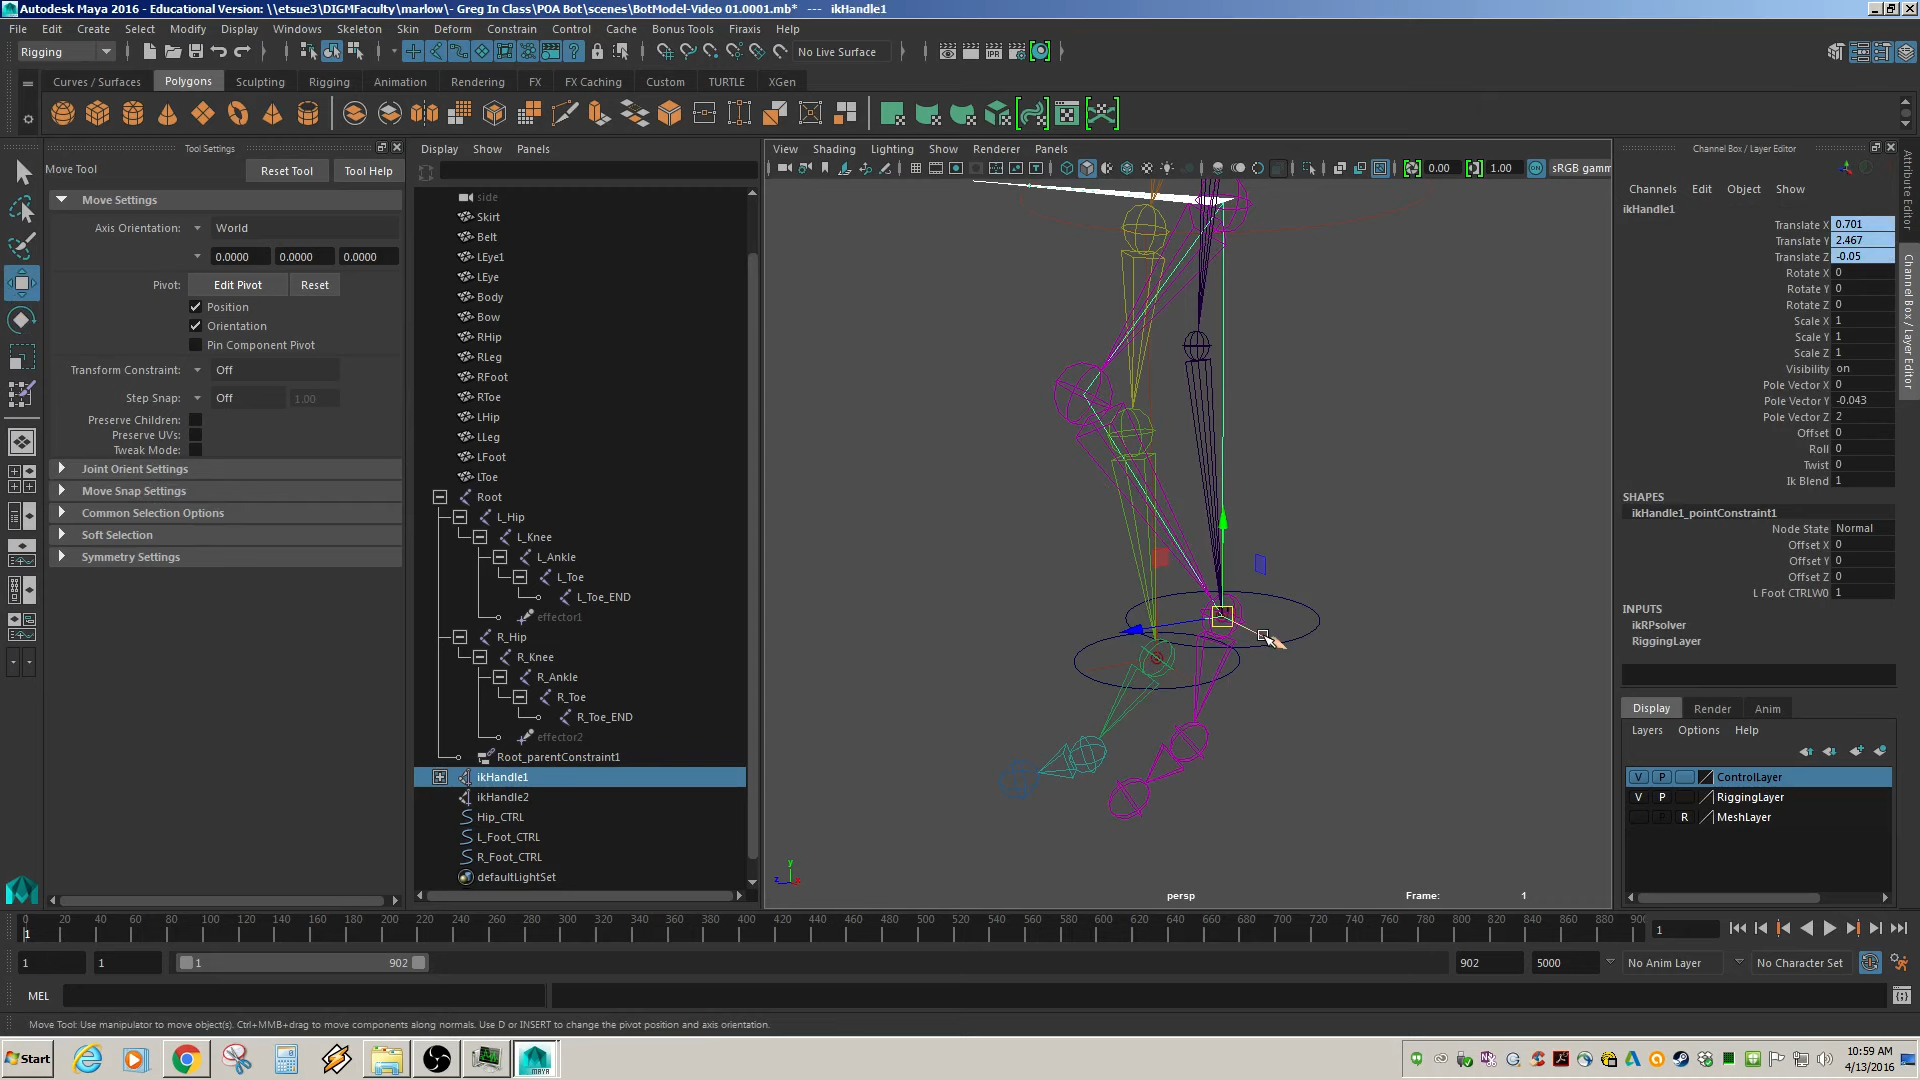 Autodesk Maya 2016 - Educational Version: \\etsue3\DIGMFaculty\marlow\- Greg In Class\POA Bot\scenes\BotModel-Video 01.0001.mb*   ---   ikHandle1
File Edit Create Select Modify Display Windows Skeleton Skin Deform Constrain Control Cache Bonus Tools Firaxis Help
Rigging No Live Surface
Curves / Surfaces Polygons Sculpting Rigging Animation Rendering FX FX Caching Custom TURTLE XGen
Tool Settings
Move Tool Reset Tool Tool Help
Move Settings
Axis Orientation: World
0.0000 0.0000 0.0000
Pivot: Edit Pivot Reset
Position
Orientation
Pin Component Pivot
Transform Constraint: Off
Step Snap: Off 1.00
Preserve Children:
Preserve UVs:
Tweak Mode:
Joint Orient Settings
Move Snap Settings
Common Selection Options
Soft Selection
Symmetry Settings
Display Show Panels
side
Skirt
Belt
LEye1
LEye
Body
Bow
RHip
RLeg
RFoot
RToe
LHip
LLeg
LFoot
LToe
Root
L_Hip
L_Knee
L_Ankle
L_Toe
L_Toe_END
effector1
R_Hip
R_Knee
R_Ankle
R_Toe
R_Toe_END
effector2
Root_parentConstraint1
ikHandle1
ikHandle2
Hip_CTRL
L_Foot_CTRL
R_Foot_CTRL
defaultLightSet
View Shading Lighting Show Renderer Panels
0.00 1.00 sRGB gamm
y
z
persp Frame: 1
Channel Box / Layer Editor
Channels Edit Object Show
ikHandle1
Translate X 0.701
Translate Y 2.467
Translate Z -0.05
Rotate X 0
Rotate Y 0
Rotate Z 0
Scale X 1
Scale Y 1
Scale Z 1
Visibility on
Pole Vector X 0
Pole Vector Y -0.043
Pole Vector Z 2
Offset 0
Roll 0
Twist 0
Ik Blend 1
SHAPES
ikHandle1_pointConstraint1
Node State Normal
Offset X 0
Offset Y 0
Offset Z 0
L Foot CTRLW0 1
INPUTS
ikRPsolver
RiggingLayer
Display Render Anim
Layers Options Help
V P ControlLayer
V P RiggingLayer
P R MeshLayer
Attribute Editor
Channel Box / Layer Editor
0 20 40 60 80 100 120 140 160 180 200 220 240 260 280 300 320 340 360 380 400 420 440 460 480 500 520 540 560 580 600 620 640 660 680 700 720 740 760 780 800 820 840 860 880 900
1 1
1 1 1 902 902 5000 No Anim Layer No Character Set
MEL
Move Tool: Use manipulator to move object(s). Ctrl+MMB+drag to move components along normals. Use D or INSERT to change the pivot position and axis orientation.
Start MAYA 10:59 AM
4/13/2016